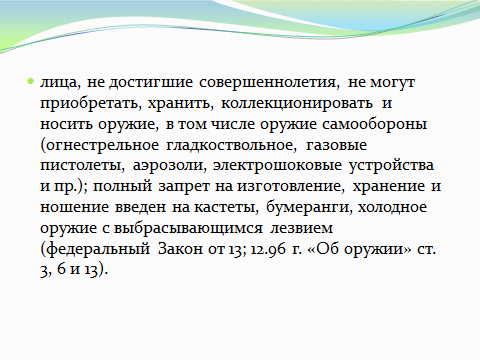 лица, не достигшие совершеннолетия, не могут
приобретать, хранить, коллекционировать и
носить оружие, в том числе оружие самообороны
(огнестрельное гладкоствольное, газовые
пистолеты, аэрозоли, электрошоковые устройства
и пр.); полный запрет на изготовление, хранение и
ношение введен на кастеты, бумеранги, холодное
оружие с выбрасывающимся лезвием
(федеральный Закон от 13; 12.96 г. «Об оружии» ст.
3, 6 и 13).